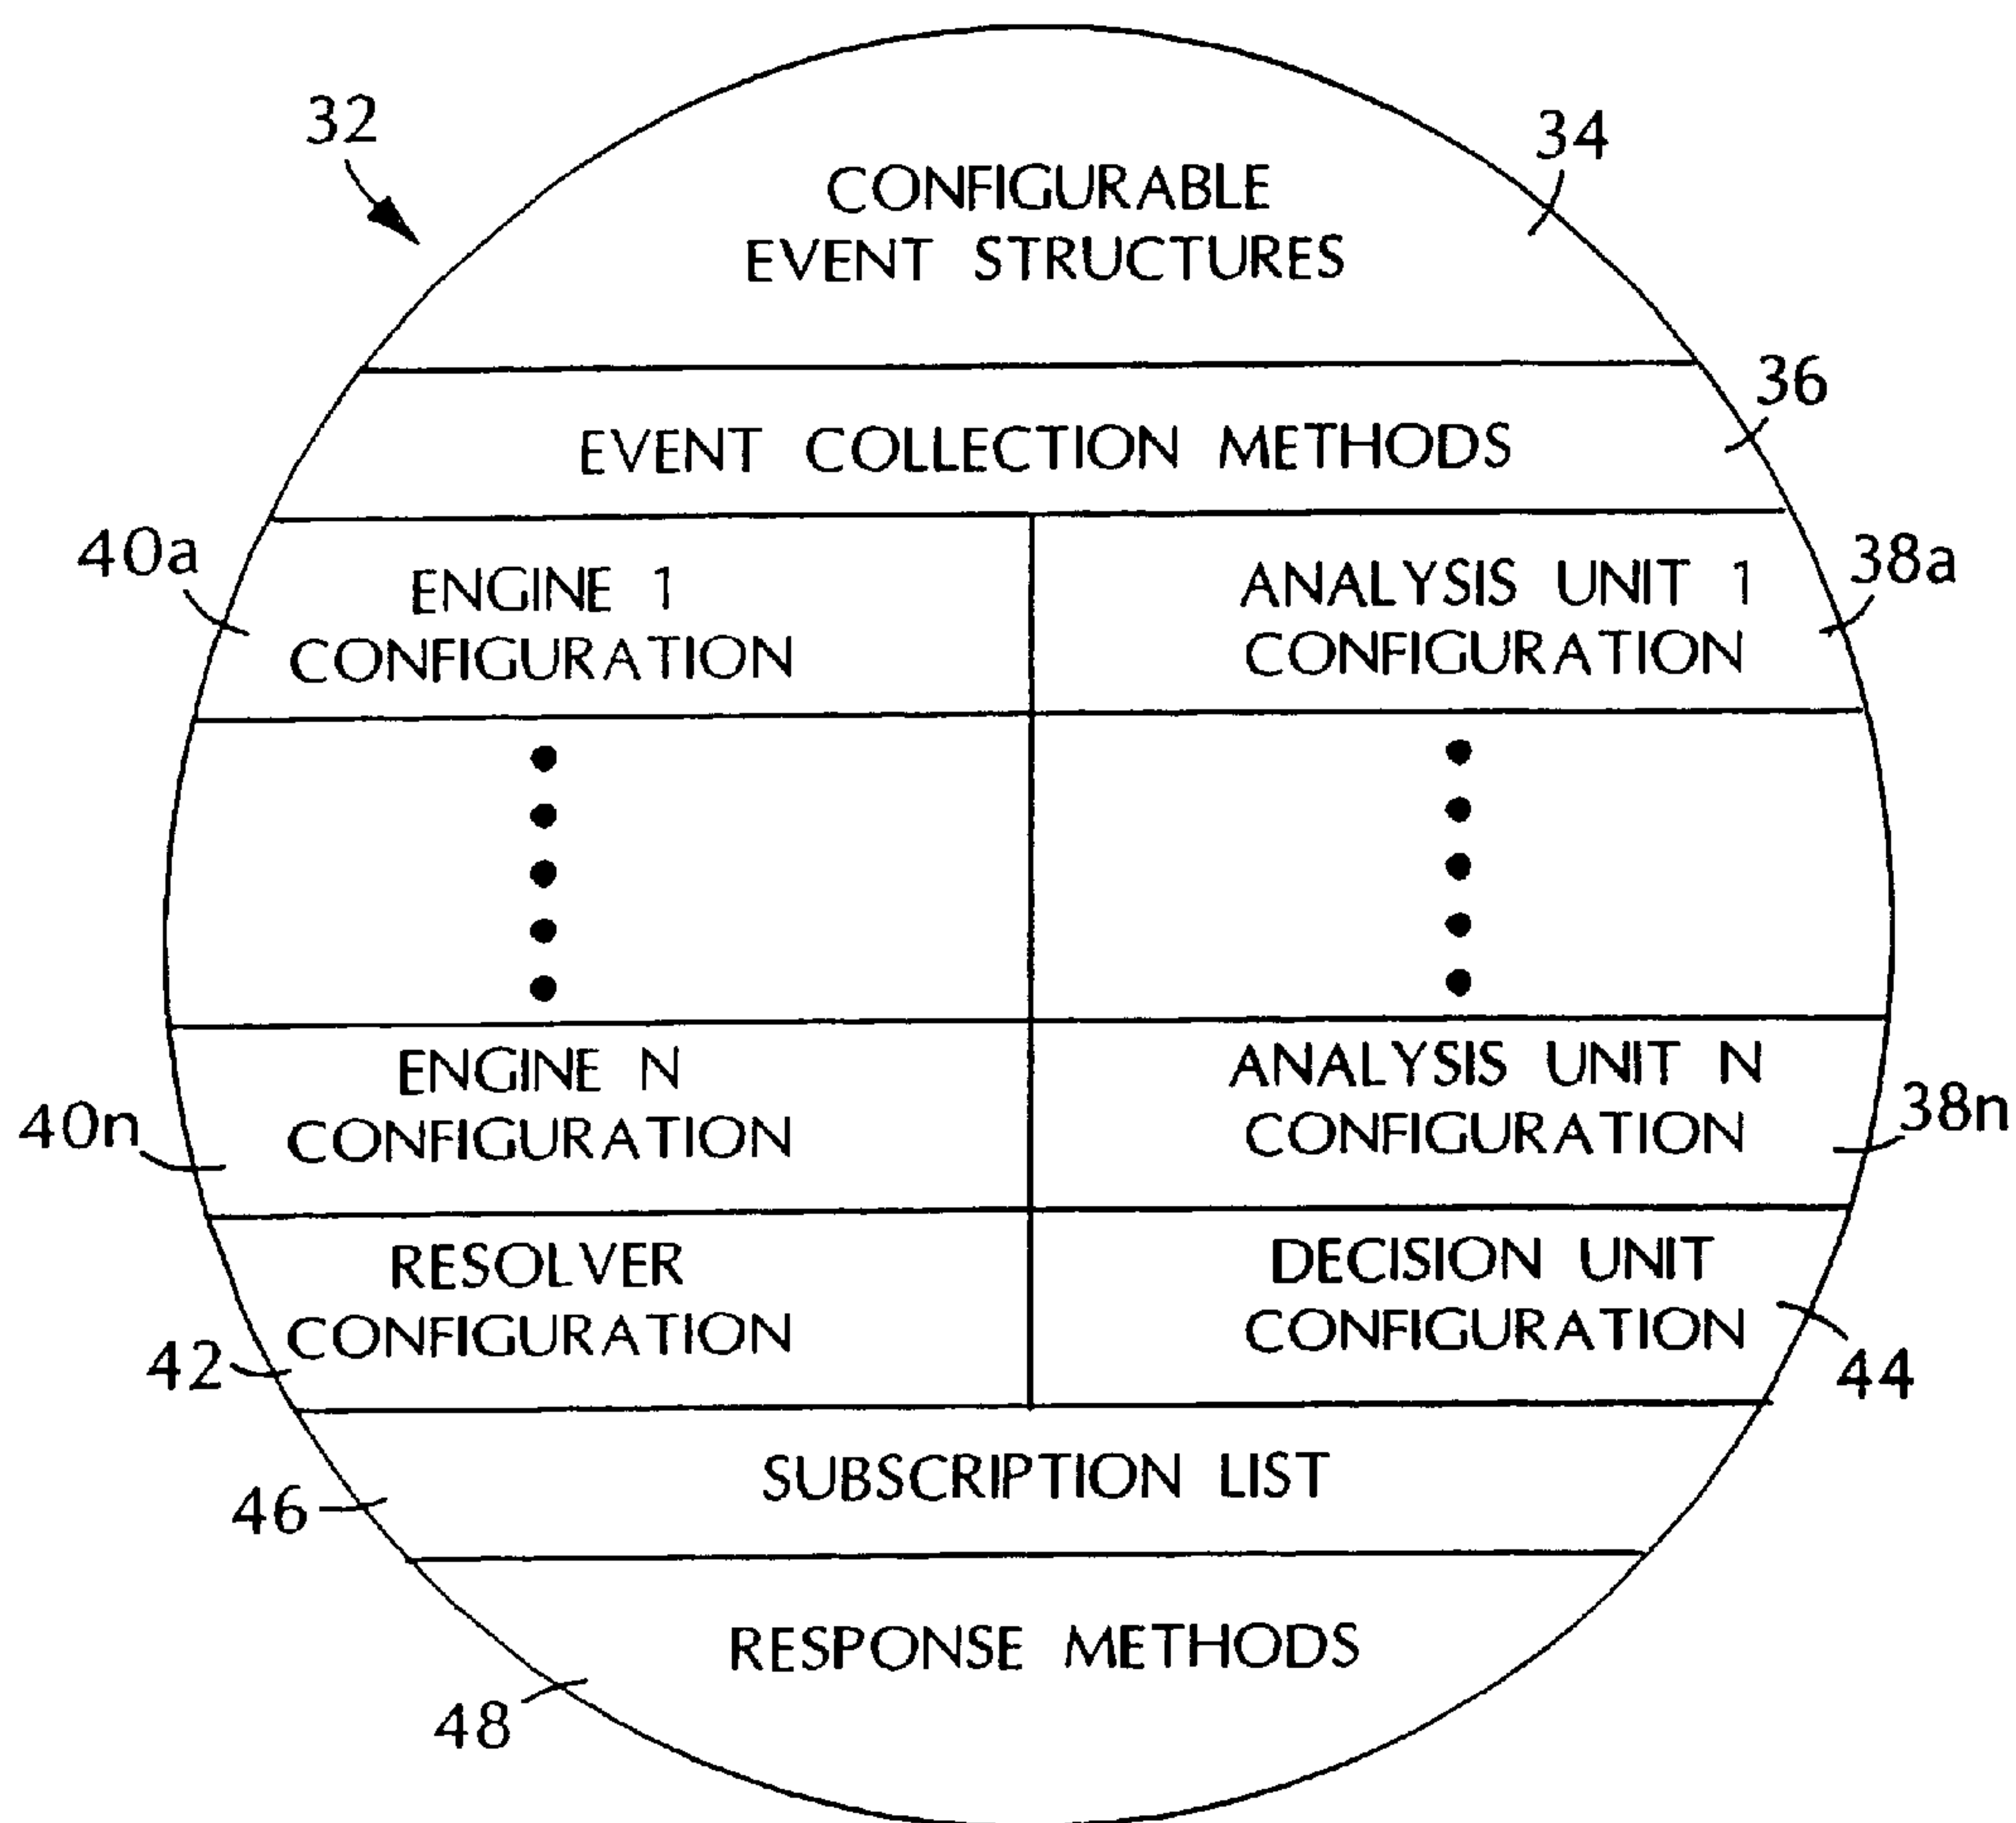 32
34
CONFIGURABLE
EVENT STRUCTURES
36
EVENT COLLECTION METHODS
40a
ENGINE 1
CONFIGURATION
ANALYSIS UNIT 1
CONFIGURATION
38a
ENGINE N
CONFIGURATION
40n
ANALYSIS UNIT N
CONFIGURATION
38n
RESOLVER
CONFIGURATION
42
DECISION UNIT
CONFIGURATION
44
SUBSCRIPTION LIST
46
RESPONSE METHODS
48